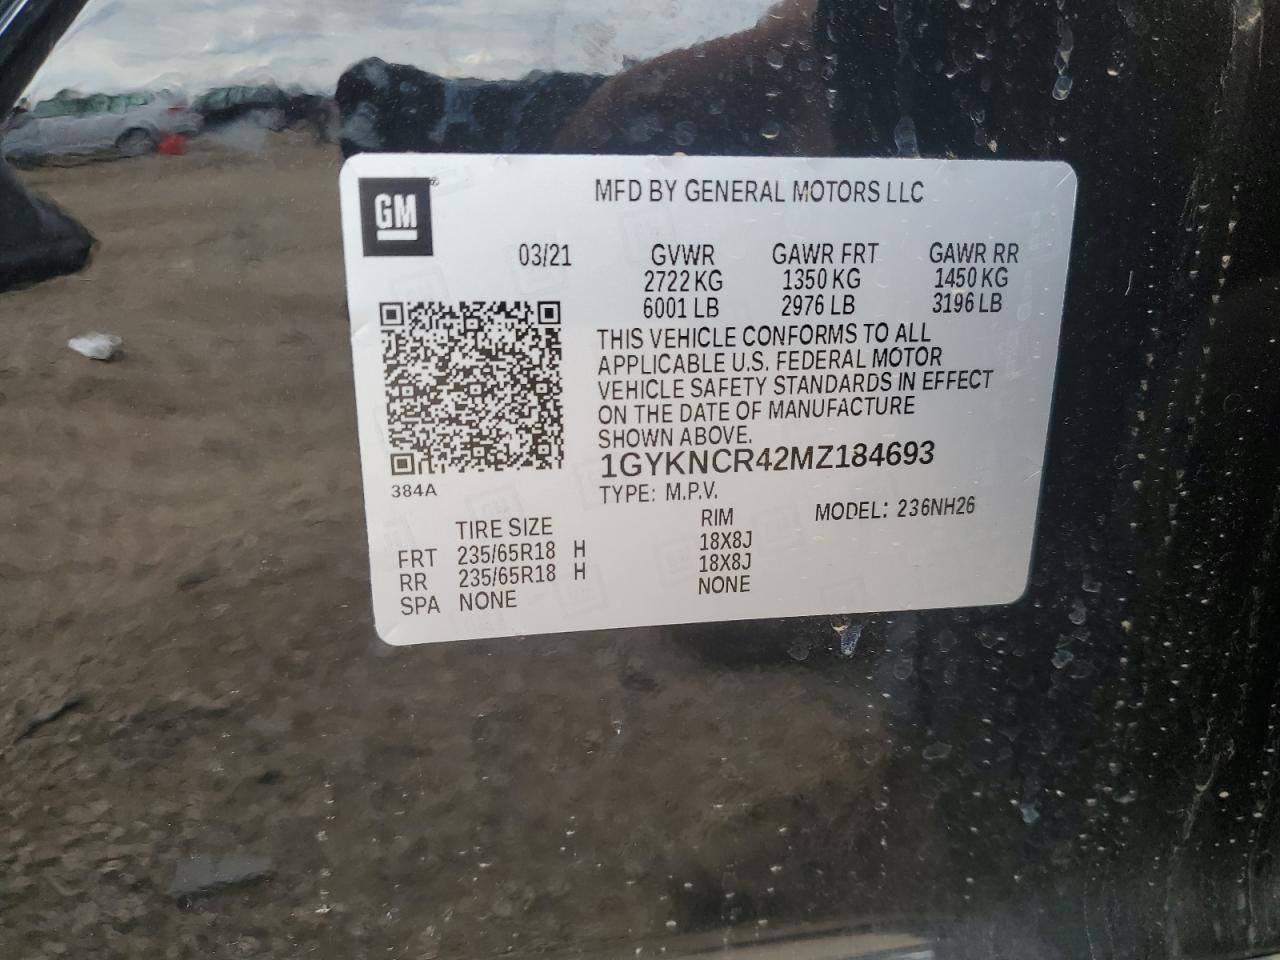 GM
MFD BY GENERAL MOTORS LLC
03/21 GVWR GAWR FRT GAWR RR
2722 KG 1350 KG 1450 KG
6001 LB 2976 LB 3196 LB
THIS VEHICLE CONFORMS TO ALL
APPLICABLE U.S. FEDERAL MOTOR
VEHICLE SAFETY STANDARDS IN EFFECT
ON THE DATE OF MANUFACTURE
SHOWN ABOVE.
1GYKNCR42MZ184693
384A
TYPE: M.P.V.
MODEL: 236NH26
TIRE SIZE RIM
FRT 235/65R18 H 18X8J
RR 235/65R18 H 18X8J
SPA NONE NONE